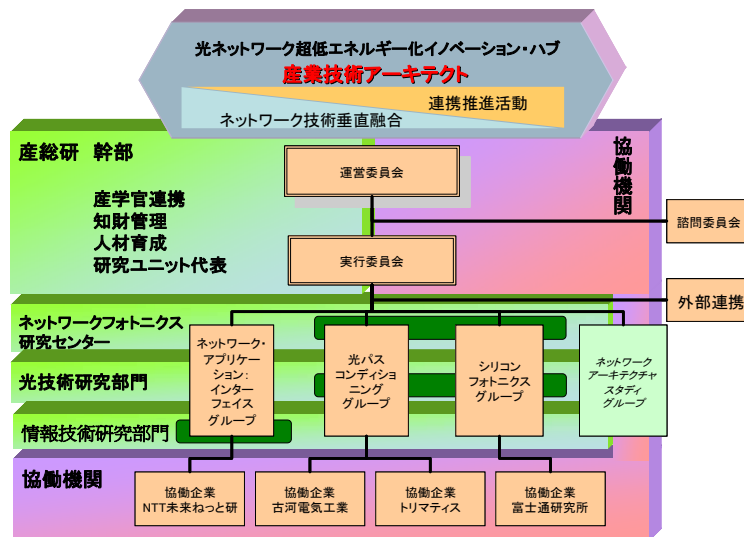 光ネットワーク超低エネルギー化イノベーション・ハブ
産業技術アーキテクト
連携推進活動
ネットワーク技術垂直融合
産総研 幹部
産学官連携
知財管理
人材育成
研究ユニット代表
協働機関
運営委員会
諮問委員会
実行委員会
外部連携
ネットワークフォトニクス
研究センター
光技術研究部門
情報技術研究部門
ネットワーク・
アプリケー
ション:
インター
フェイス
グループ
光パス
コンディショ
ニング
グループ
シリコン
フォトニクス
グループ
ネットワーク
アーキテクチャ
スタディ
グループ
協働機関
協働企業
NTT未来ねっと研
協働企業
古河電気工業
協働企業
トリマティス
協働企業
富士通研究所